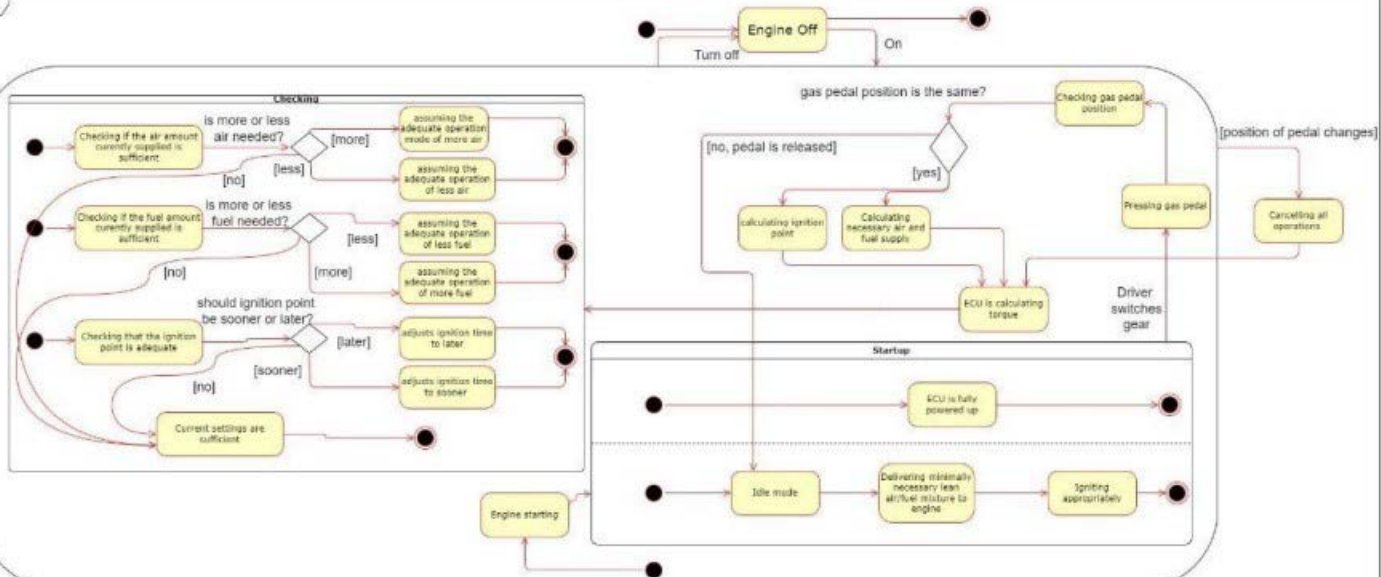 Engine Off
On
Turn off
Checking
Checking if the air amount
curently supplied is
sufficient
is more or less
air needed?
[more]
[less]
[no]
assuming the
adequate operation
mode of more air
assuming the
adequate operation
of less air
Checking if the fuel amount
curently supplied is
sufficient
is more or less
fuel needed?
[less]
[more]
[no]
assuming the
adequate operation
of less fuel
assuming the
adequate operation
of more fuel
Checking that the ignition
point is adequate
should ignition point
be sooner or later?
[later]
[sooner]
[no]
adjusts ignition time
to later
adjusts ignition time
to sooner
Current settings are
sufficient
gas pedal position is the same?
Checking gas pedal
position
[no, pedal is released]
[yes]
calculating ignition
point
Calculating
necessary air and
fuel supply
Pressing gas pedal
[position of pedal changes]
Cancelling all
operations
ECU is calculating
torque
Driver
switches
gear
Startup
ECU is fully
powered up
Idle mode
Delivering minimally
necessary lean
air/fuel mixture to
engine
Igniting
appropriately
Engine starting